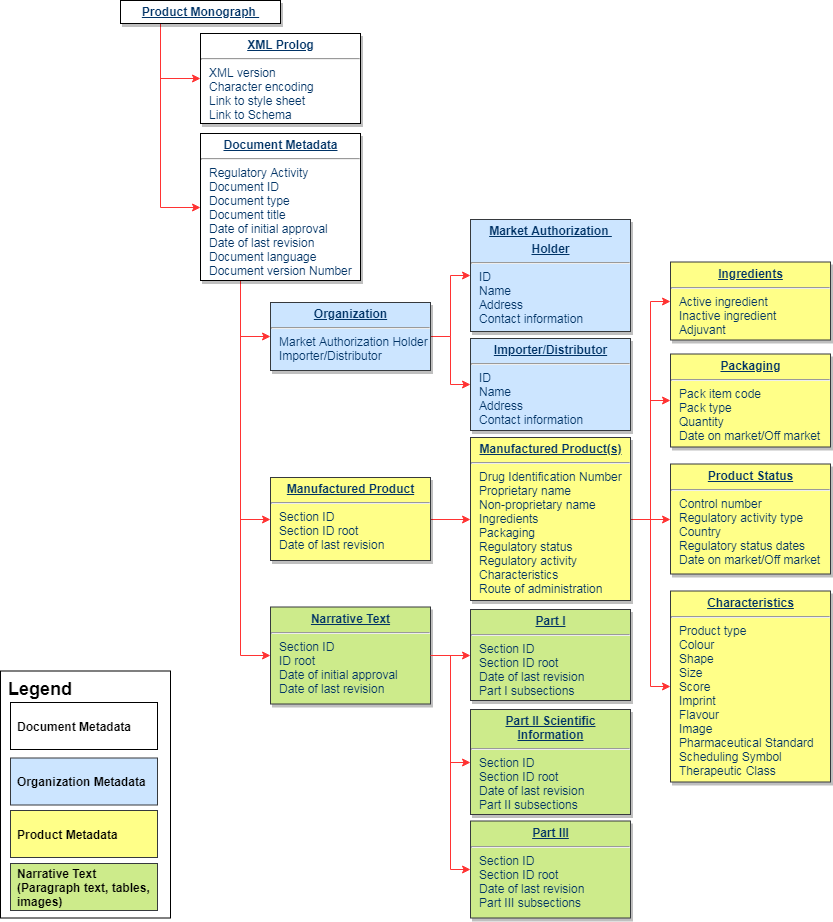 Product Monograph
XML Prolog
XML version
Character encoding
Link to style sheet
Link to Schema
Document Metadata
Regulatory Activity
Document ID
Document type
Document title
Date of initial approval
Date of last revision
Document language
Document version Number
Organization
Market Authorization Holder
Importer/Distributor
Market Authorization
Holder
ID
Name
Address
Contact information
Importer/Distributor
ID
Name
Address
Contact information
Manufactured Product
Section ID
Section ID root
Date of last revision
Manufactured Product(s)
Drug Identification Number
Proprietary name
Non-proprietary name
Ingredients
Packaging
Regulatory status
Regulatory activity
Characteristics
Route of administration
Ingredients
Active ingredient
Inactive ingredient
Adjuvant
Packaging
Pack item code
Pack type
Quantity
Date on market/Off market
Product Status
Control number
Regulatory activity type
Country
Regulatory status dates
Date on market/Off market
Characteristics
Product type
Colour
Shape
Size
Score
Imprint
Flavour
Image
Pharmaceutical Standard
Scheduling Symbol
Therapeutic Class
Narrative Text
Section ID
ID root
Date of initial approval
Date of last revision
Part I
Section ID
Section ID root
Date of last revision
Part I subsections
Part II Scientific
Information
Section ID
Section ID root
Date of last revision
Part II subsections
Part III
Section ID
Section ID root
Date of last revision
Part III subsections
Legend
Document Metadata
Organization Metadata
Product Metadata
Narrative Text
(Paragraph text, tables,
images)